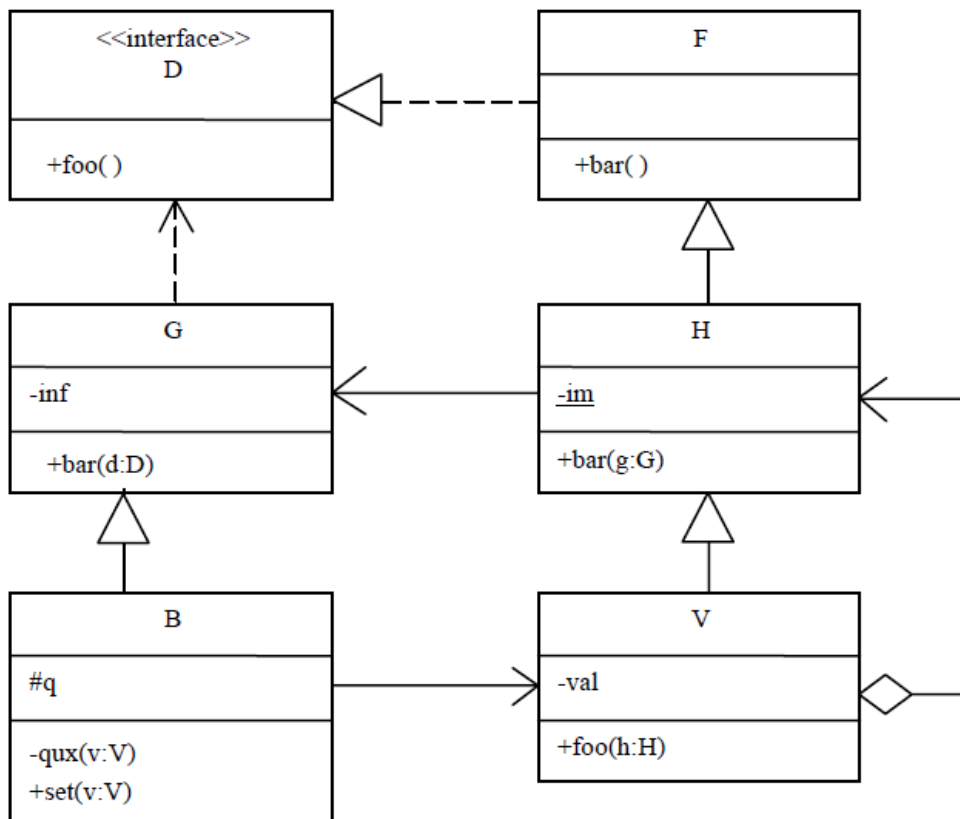 <<interface>>
D
+foo( )
F
+bar( )
G
-inf
+bar(d:D)
H
-im
+bar(g:G)
B
#q
-qux(v:V)
+set(v:V)
V
-val
+foo(h:H)